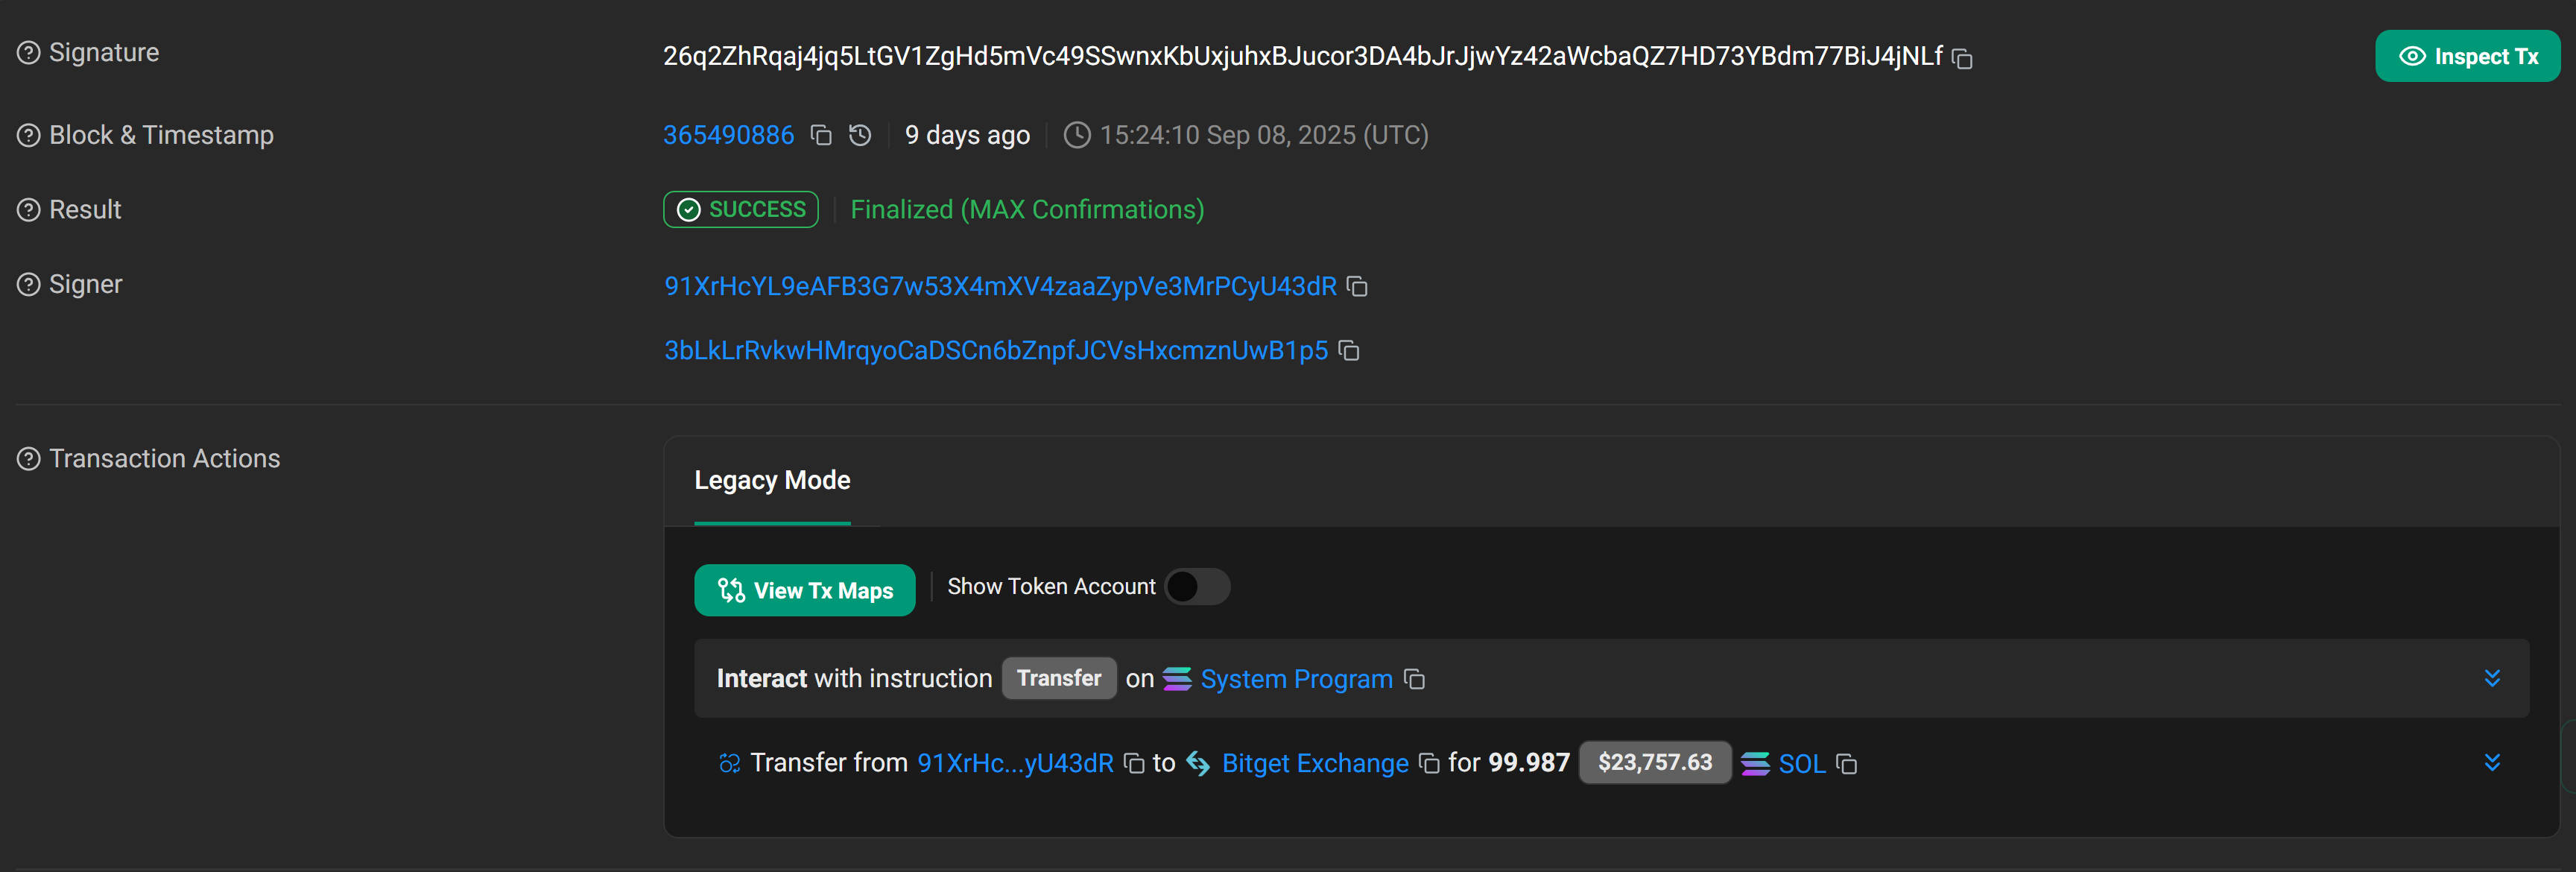 Signature
26q2ZhRqaj4jq5LtGV1ZgHd5mVc49SSwnxKbUxjuhxBJucor3DA4bJrJjwYz42aWcbaQZ7HD73YBdm77BiJ4jNLf
Inspect Tx
Block & Timestamp
365490886 9 days ago 15:24:10 Sep 08, 2025 (UTC)
Result
SUCCESS Finalized (MAX Confirmations)
Signer
91XrHcYL9eAFB3G7w53X4mXV4zaaZypVe3MrPCyU43dR
3bLkLrRvkwHMrqyoCaDSCn6bZnpfJCVsHxcmznUwB1p5
Transaction Actions
Legacy Mode
View Tx Maps Show Token Account
Interact with instruction Transfer on System Program
Transfer from 91XrHc...yU43dR to Bitget Exchange for 99.987 $23,757.63 SOL